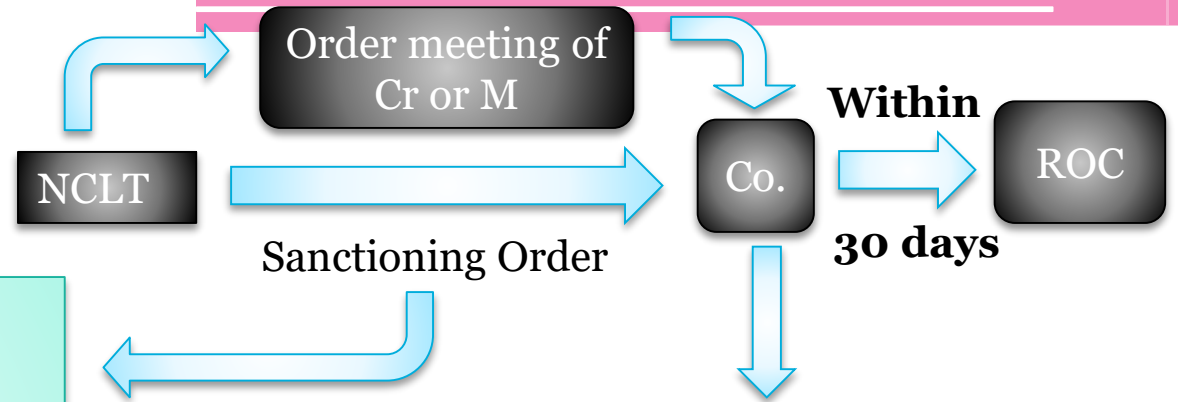 Order meeting of
Cr or M
NCLT
Co.
Within
30 days
ROC
Sanctioning Order